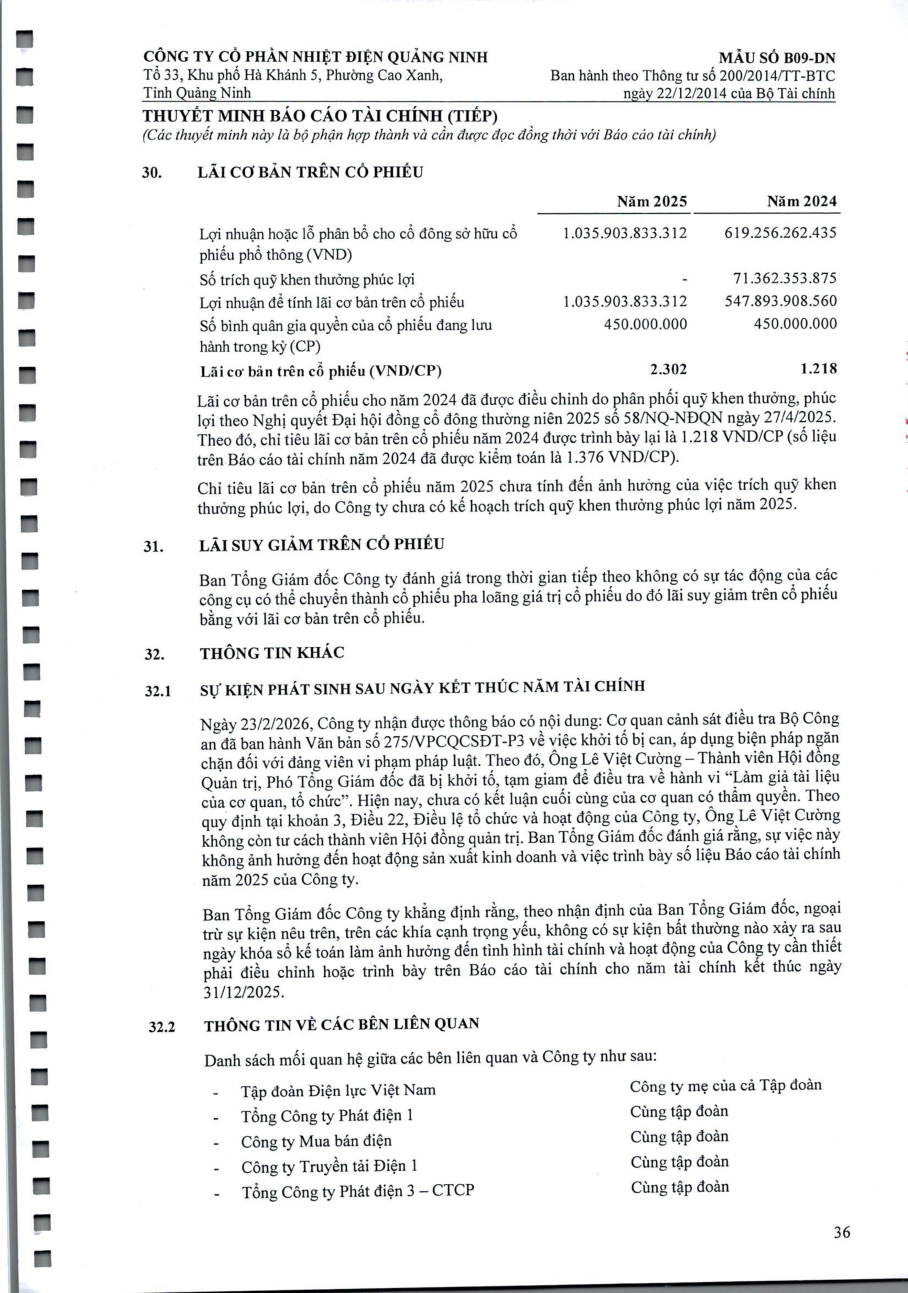 CÔNG TY CỔ PHẦN NHIỆT ĐIỆN QUẢNG NINH
MẪU SỐ B09-DN
Tổ 33, Khu phố Hà Khánh 5, Phường Cao Xanh,
Ban hành theo Thông tư số 200/2014/TT-BTC
Tỉnh Quảng Ninh
ngày 22/12/2014 của Bộ Tài chính
THUYẾT MINH BÁO CÁO TÀI CHÍNH (TIẾP)
(Các thuyết minh này là bộ phận hợp thành và cần được đọc đồng thời với Báo cáo tài chính)
30. LÃI CƠ BẢN TRÊN CỔ PHIẾU
Năm 2025 Năm 2024
Lợi nhuận hoặc lỗ phân bổ cho cổ đông sở hữu cổ 1.035.903.833.312 619.256.262.435
phiếu phổ thông (VND)
Số trích quỹ khen thưởng phúc lợi - 71.362.353.875
Lợi nhuận để tính lãi cơ bản trên cổ phiếu 1.035.903.833.312 547.893.908.560
Số bình quân gia quyền của cổ phiếu đang lưu 450.000.000 450.000.000
hành trong kỳ (CP)
Lãi cơ bản trên cổ phiếu (VND/CP) 2.302 1.218
Lãi cơ bản trên cổ phiếu cho năm 2024 đã được điều chỉnh do phân phối quỹ khen thưởng, phúc
lợi theo Nghị quyết Đại hội đồng cổ đông thường niên 2025 số 58/NQ-NĐQN ngày 27/4/2025.
Theo đó, chỉ tiêu lãi cơ bản trên cổ phiếu năm 2024 được trình bày lại là 1.218 VND/CP (số liệu
trên Báo cáo tài chính năm 2024 đã được kiểm toán là 1.376 VND/CP).
Chỉ tiêu lãi cơ bản trên cổ phiếu năm 2025 chưa tính đến ảnh hưởng của việc trích quỹ khen
thưởng phúc lợi, do Công ty chưa có kế hoạch trích quỹ khen thưởng phúc lợi năm 2025.
31. LÃI SUY GIẢM TRÊN CỔ PHIẾU
Ban Tổng Giám đốc Công ty đánh giá trong thời gian tiếp theo không có sự tác động của các
công cụ có thể chuyển thành cổ phiếu pha loãng giá trị cổ phiếu do đó lãi suy giảm trên cổ phiếu
bằng với lãi cơ bản trên cổ phiếu.
32. THÔNG TIN KHÁC
32.1 SỰ KIỆN PHÁT SINH SAU NGÀY KẾT THÚC NĂM TÀI CHÍNH
Ngày 23/2/2026, Công ty nhận được thông báo có nội dung: Cơ quan cảnh sát điều tra Bộ Công
an đã ban hành Văn bản số 275/VPCQCSĐT-P3 về việc khởi tố bị can, áp dụng biện pháp ngăn
chặn đối với đảng viên vi phạm pháp luật. Theo đó, Ông Lê Việt Cường – Thành viên Hội đồng
Quản trị, Phó Tổng Giám đốc đã bị khởi tố, tạm giam để điều tra về hành vi “Làm giả tài liệu
của cơ quan, tổ chức”. Hiện nay, chưa có kết luận cuối cùng của cơ quan có thẩm quyền. Theo
quy định tại khoản 3, Điều 22, Điều lệ tổ chức và hoạt động của Công ty, Ông Lê Việt Cường
không còn tư cách thành viên Hội đồng quản trị. Ban Tổng Giám đốc đánh giá rằng, sự việc này
không ảnh hưởng đến hoạt động sản xuất kinh doanh và việc trình bày số liệu Báo cáo tài chính
năm 2025 của Công ty.
Ban Tổng Giám đốc Công ty khẳng định rằng, theo nhận định của Ban Tổng Giám đốc, ngoại
trừ sự kiện nêu trên, trên các khía cạnh trọng yếu, không có sự kiện bất thường nào xảy ra sau
ngày khóa sổ kế toán làm ảnh hưởng đến tình hình tài chính và hoạt động của Công ty cần thiết
phải điều chỉnh hoặc trình bày trên Báo cáo tài chính cho năm tài chính kết thúc ngày
31/12/2025.
32.2 THÔNG TIN VỀ CÁC BÊN LIÊN QUAN
Danh sách mối quan hệ giữa các bên liên quan và Công ty như sau:
- Tập đoàn Điện lực Việt Nam Công ty mẹ của cả Tập đoàn
- Tổng Công ty Phát điện 1 Cùng tập đoàn
- Công ty Mua bán điện Cùng tập đoàn
- Công ty Truyền tải Điện 1 Cùng tập đoàn
- Tổng Công ty Phát điện 3 – CTCP Cùng tập đoàn
36